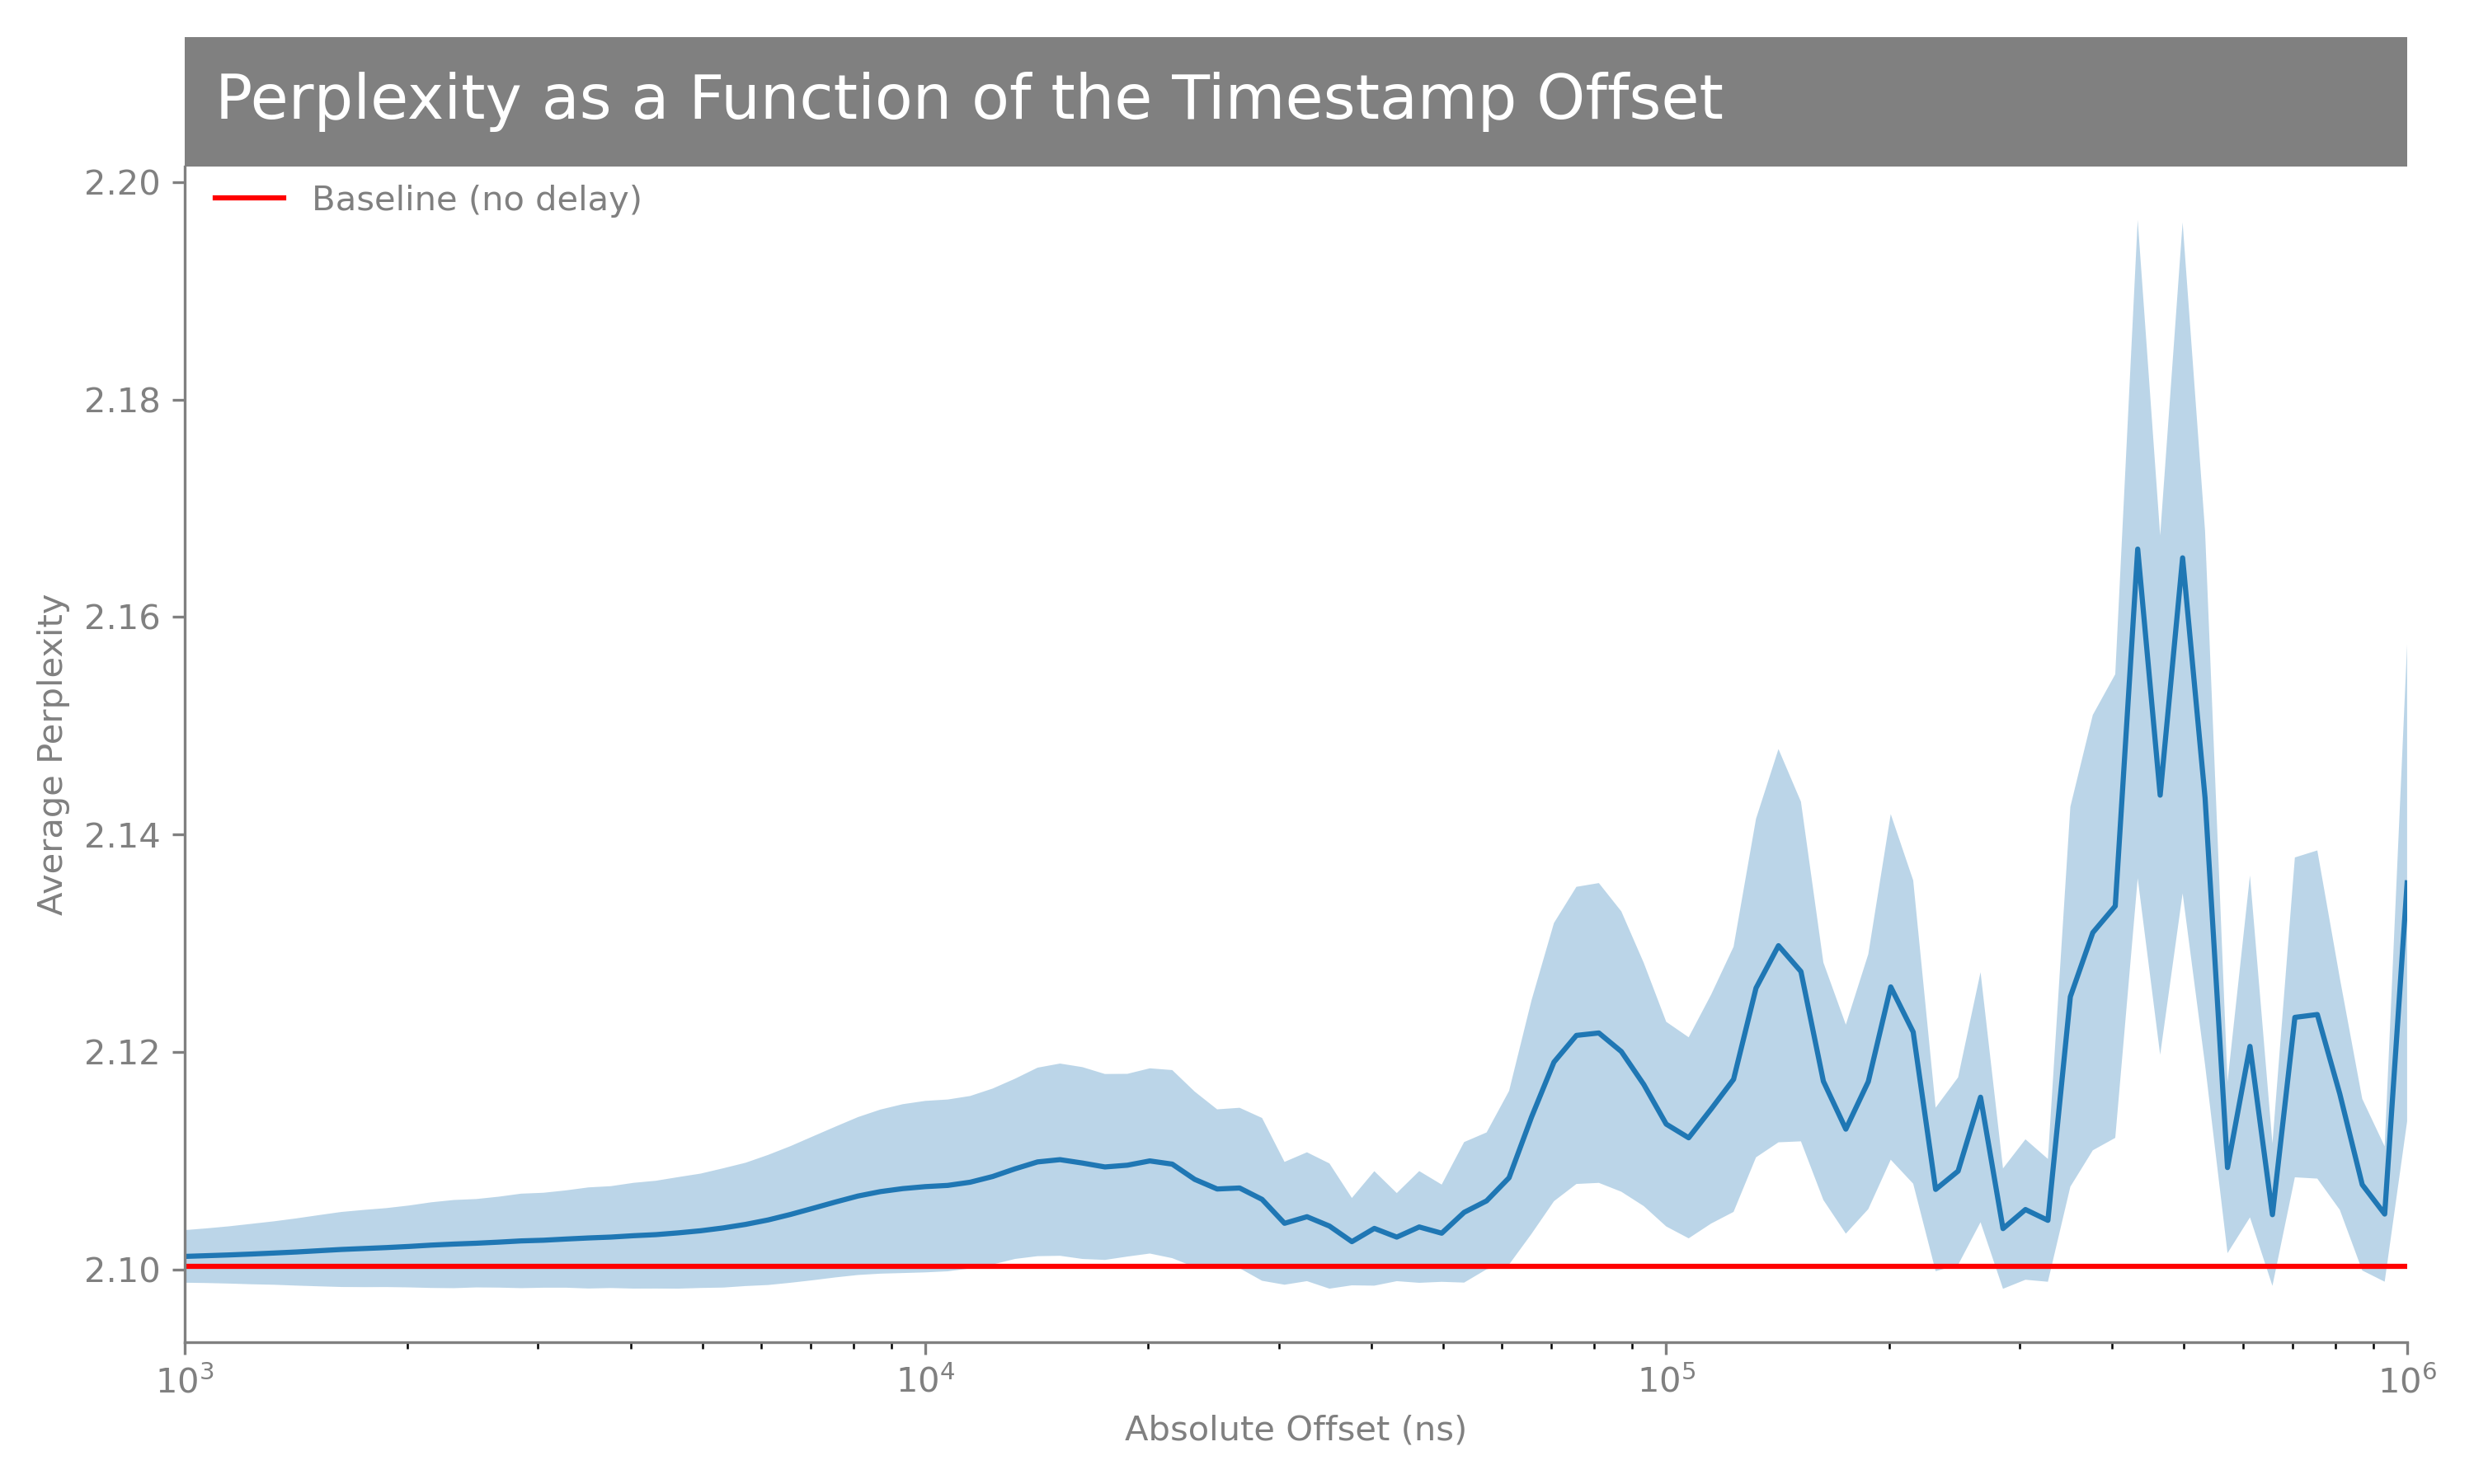 Perplexity as a Function of the Timestamp Offset
Baseline (no delay)
2.20
2.18
2.16
2.14
2.12
2.10
Average Perplexity
10³
10⁴
10⁵
10⁶
Absolute Offset (ns)